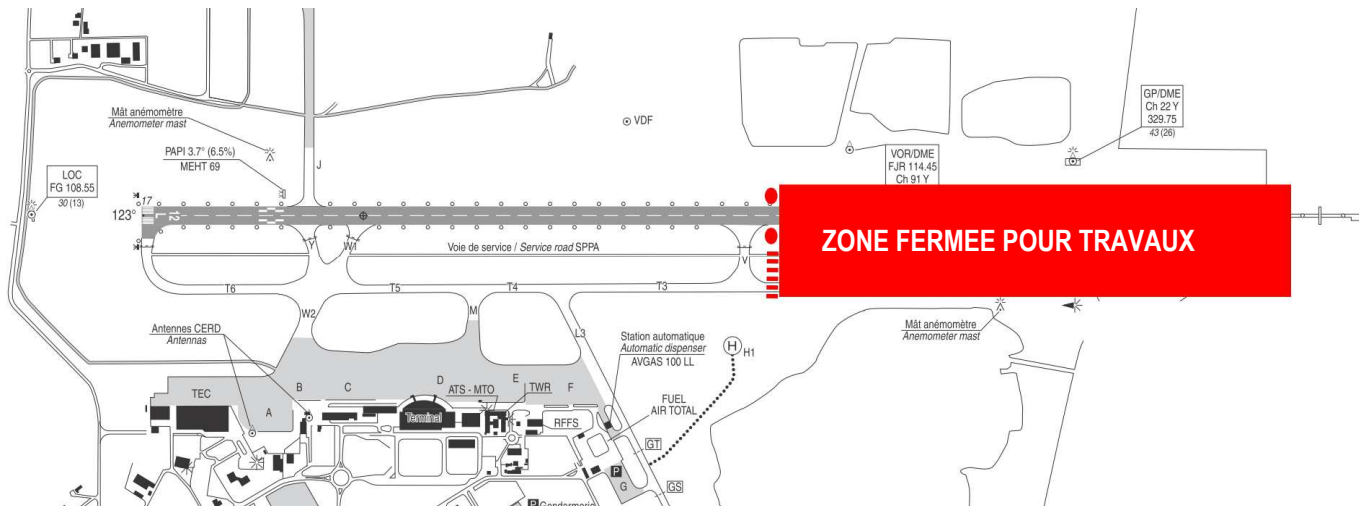 Mât anémomètre
Anemometer mast
PAPI 3.7° (6.5%)
MEHT 69
LOC
FG 108.55
30 (13)
J
VDF
GP/DME
Ch 22 Y
329.75
43 (26)
VOR/DME
FJR 114.45
Ch 91 Y
123°
17
12
L
Y
W1
Voie de service / Service road SPPA
V
ZONE FERMEE POUR TRAVAUX
T6
T5
T4
T3
W2
M
L3
Antennes CERD
Antennas
Station automatique
Automatic dispenser
AVGAS 100 LL
H
H1
Mât anémomètre
Anemometer mast
TEC
A
B
C
D
E
F
ATS - MTO
TWR
Terminal
RFFS
FUEL
AIR TOTAL
GT
P
G
GS
P
Gendarmerie